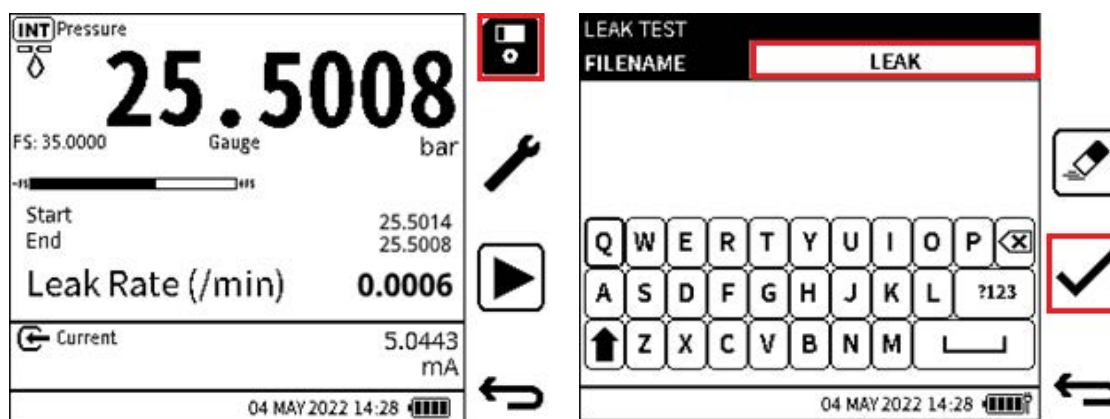 INT Pressure
25.5008
FS: 35.0000 Gauge bar
-FS +FS
Start 25.5014
End 25.5008
Leak Rate (/min) 0.0006
Current 5.0443
mA
04 MAY 2022 14:28
LEAK TEST
FILENAME LEAK
Q W E R T Y U I O P
A S D F G H J K L ?123
Z X C V B N M
04 MAY 2022 14:28